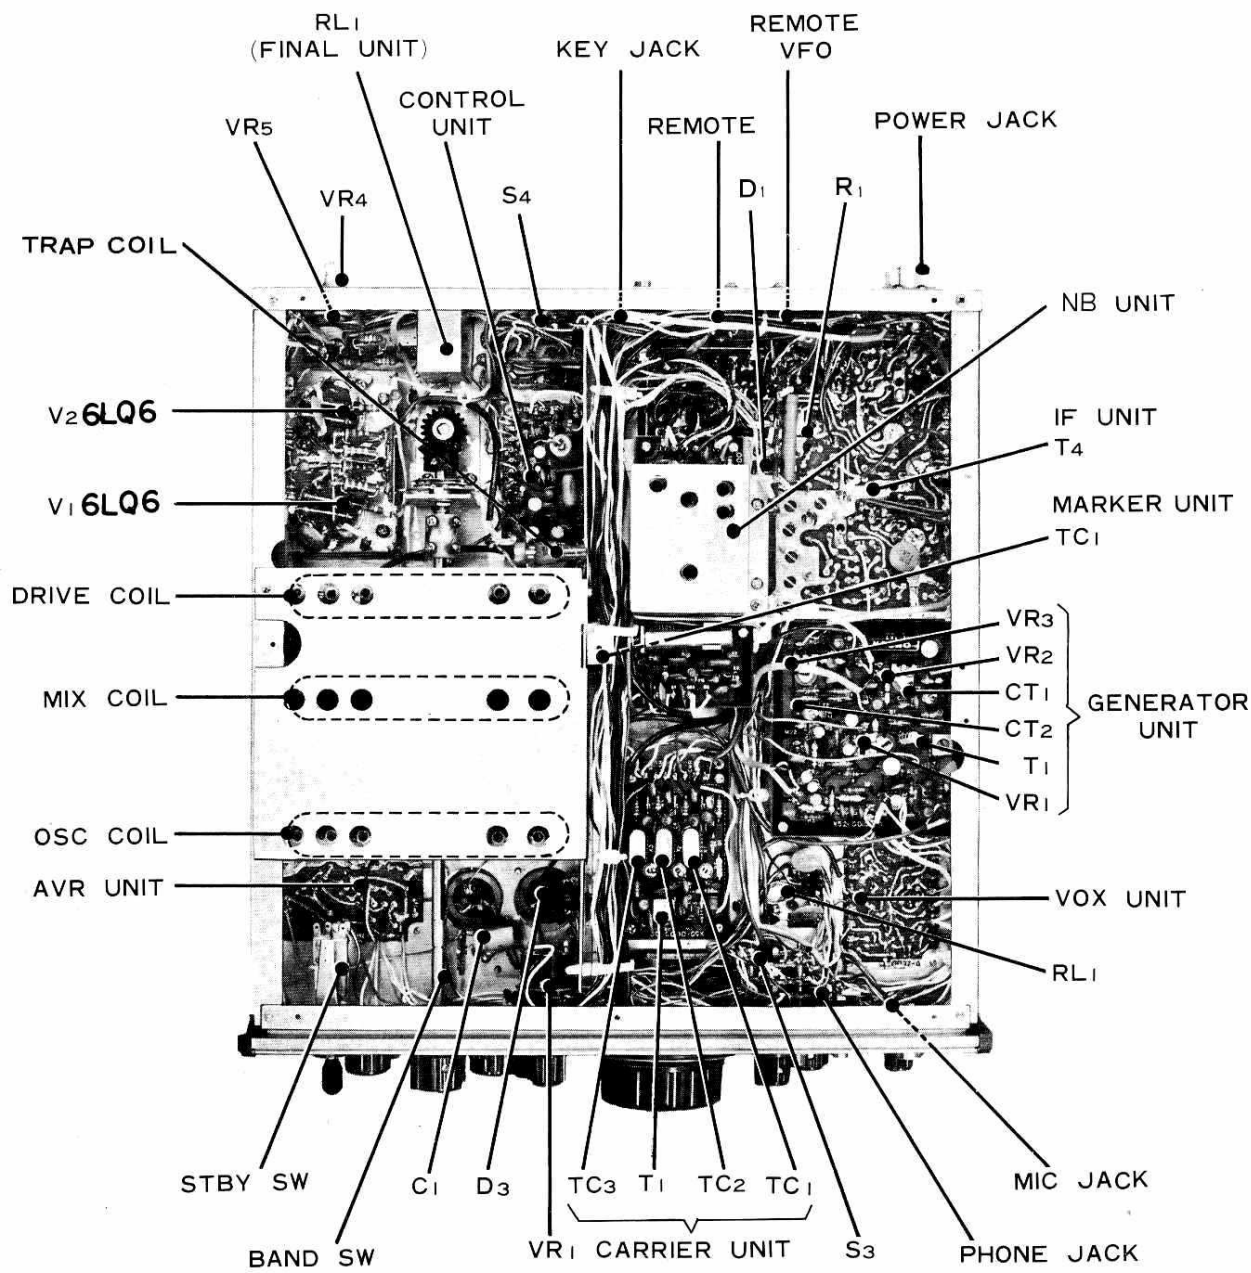 RL1
(FINAL UNIT)
KEY JACK
REMOTE
VFO
CONTROL
UNIT
VR5
REMOTE
POWER JACK
VR4
S4
D1
R1
TRAP COIL
NB UNIT
V2 6LQ6
IF UNIT
T4
V1 6LQ6
MARKER UNIT
TC1
DRIVE COIL
VR3
VR2
MIX COIL
CT1
GENERATOR
UNIT
CT2
T1
VR1
OSC COIL
AVR UNIT
VOX UNIT
RL1
STBY SW
C1
D3
TC3
T1
TC2
TC1
MIC JACK
BAND SW
VR1
CARRIER UNIT
S3
PHONE JACK